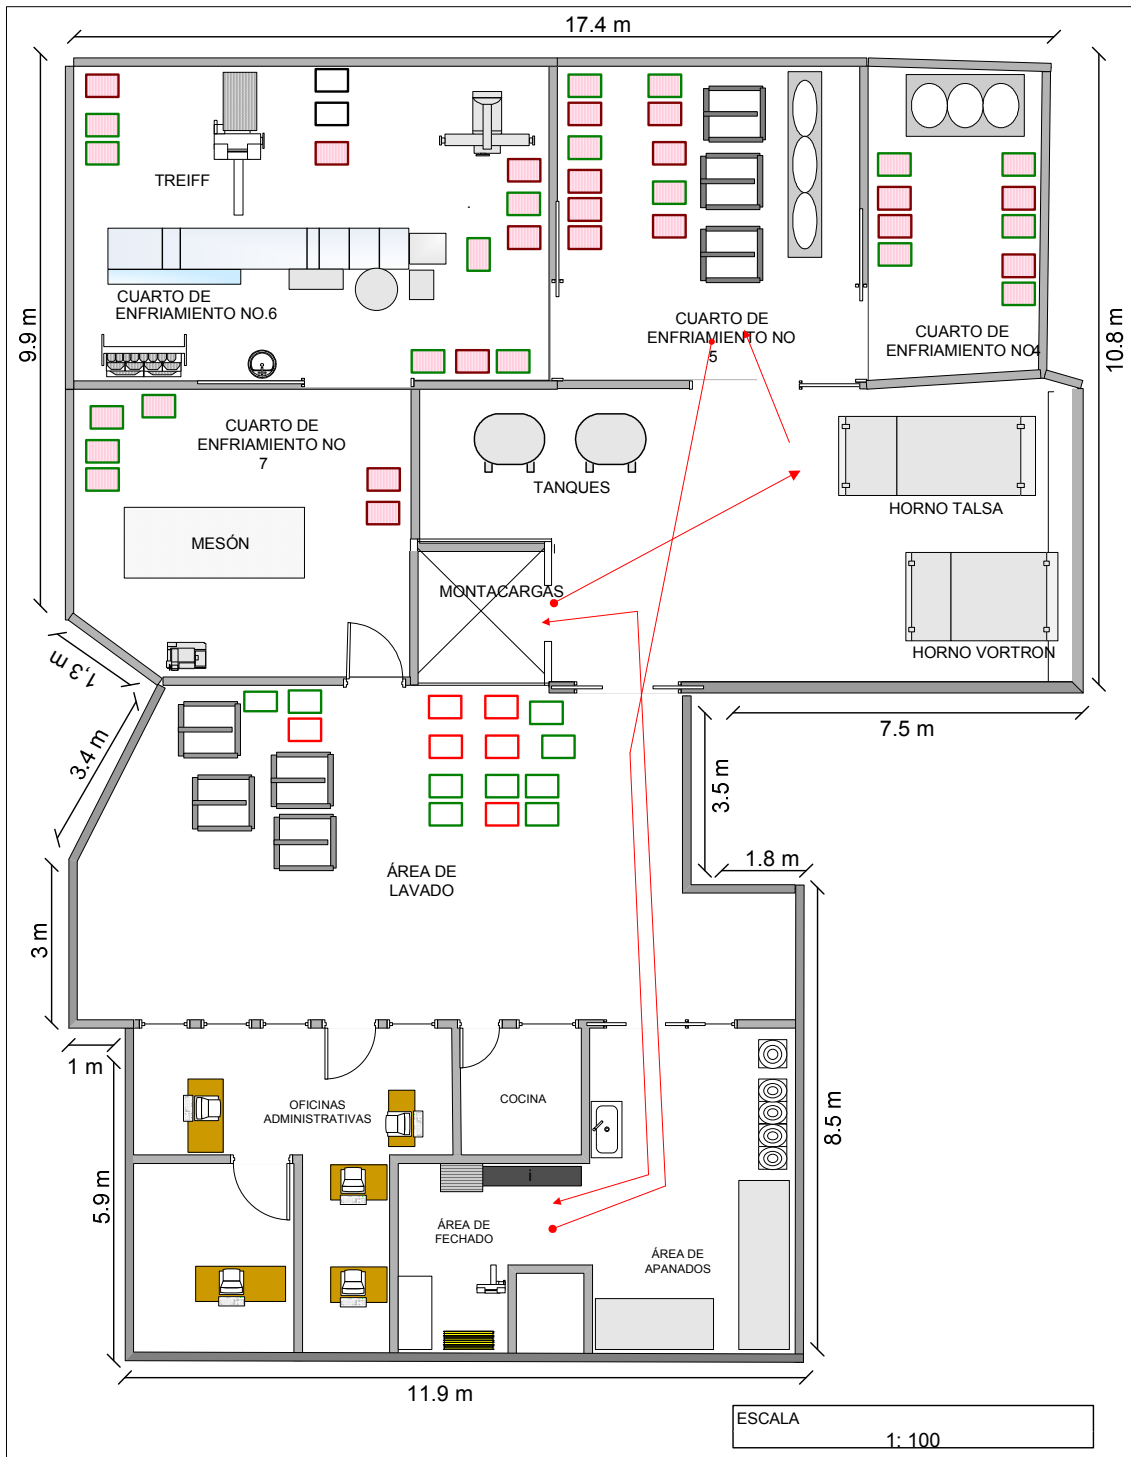 17.4 m
TREIFF
CUARTO DE
ENFRIAMIENTO NO.6
9.9 m
CUARTO DE
ENFRIAMIENTO NO
5
CUARTO DE
ENFRIAMIENTO NO4
10.8 m
CUARTO DE
ENFRIAMIENTO NO
7
TANQUES
HORNO TALSA
MESÓN
MONTACARGAS
HORNO VORTRON
1,3 m
7.5 m
3.4 m
3.5 m
1.8 m
ÁREA DE
LAVADO
3 m
1 m
OFICINAS
ADMINISTRATIVAS
COCINA
8.5 m
5.9 m
ÁREA DE
FECHADO
ÁREA DE
APANADOS
11.9 m
ESCALA
1: 100